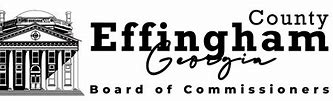 County
Effingham
Georgia
Board of Commissioners